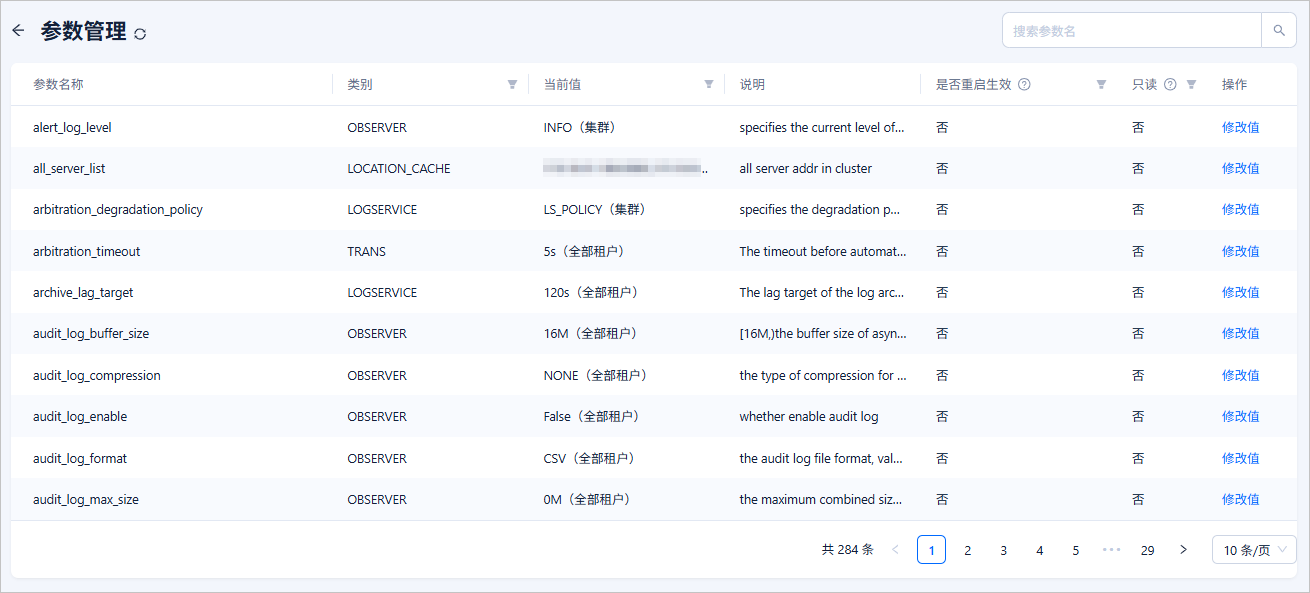 参数管理
搜索参数名
参数名称 类别 当前值 说明 是否重启生效 只读 操作
alert_log_level OBSERVER INFO（集群） specifies the current level of... 否 否 修改值
all_server_list LOCATION_CACHE .. all server addr in cluster 否 否 修改值
arbitration_degradation_policy LOGSERVICE LS_POLICY（集群） specifies the degradation p... 否 否 修改值
arbitration_timeout TRANS 5s（全部租户） The timeout before automat... 否 否 修改值
archive_lag_target LOGSERVICE 120s（全部租户） The lag target of the log arc... 否 否 修改值
audit_log_buffer_size OBSERVER 16M（全部租户） [16M,)the buffer size of asyn... 否 否 修改值
audit_log_compression OBSERVER NONE（全部租户） the type of compression for ... 否 否 修改值
audit_log_enable OBSERVER False（全部租户） whether enable audit log 否 否 修改值
audit_log_format OBSERVER CSV（全部租户） the audit log file format, val... 否 否 修改值
audit_log_max_size OBSERVER 0M（全部租户） the maximum combined siz... 否 否 修改值
共 284 条 < 1 2 3 4 5 ••• 29 > 10 条/页